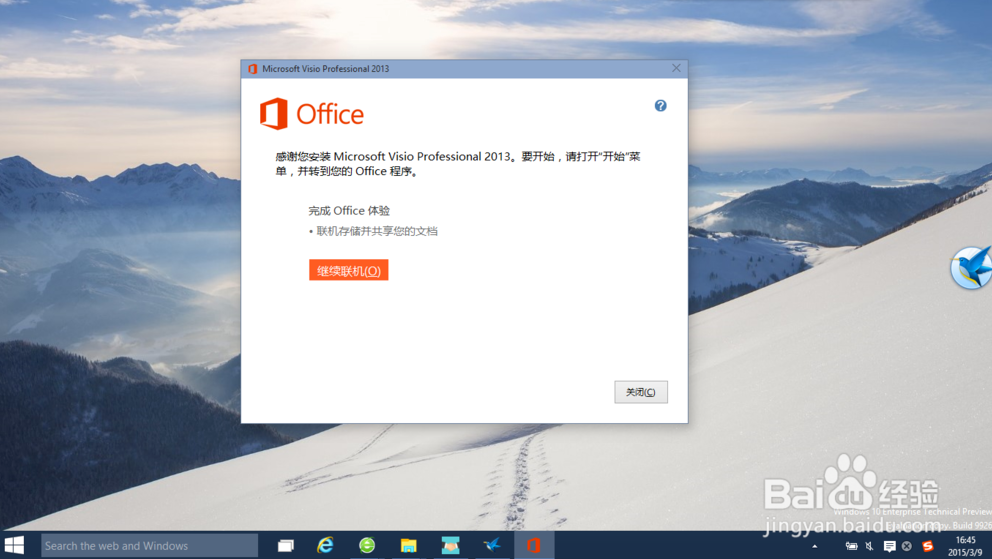 Microsoft Visio Professional 2013
Office
感谢您安装 Microsoft Visio Professional 2013。要开始，请打开"开始"菜
单，并转到您的 Office 程序。
完成 Office 体验
• 联机存储并共享您的文档
继续联机(O)
关闭(C)
Baidu经验
jingyan.baidu.com
Windows 10 Enterprise Technical Preview
Evaluation copy. Build 9926
Search the web and Windows
16:45
2015/3/9